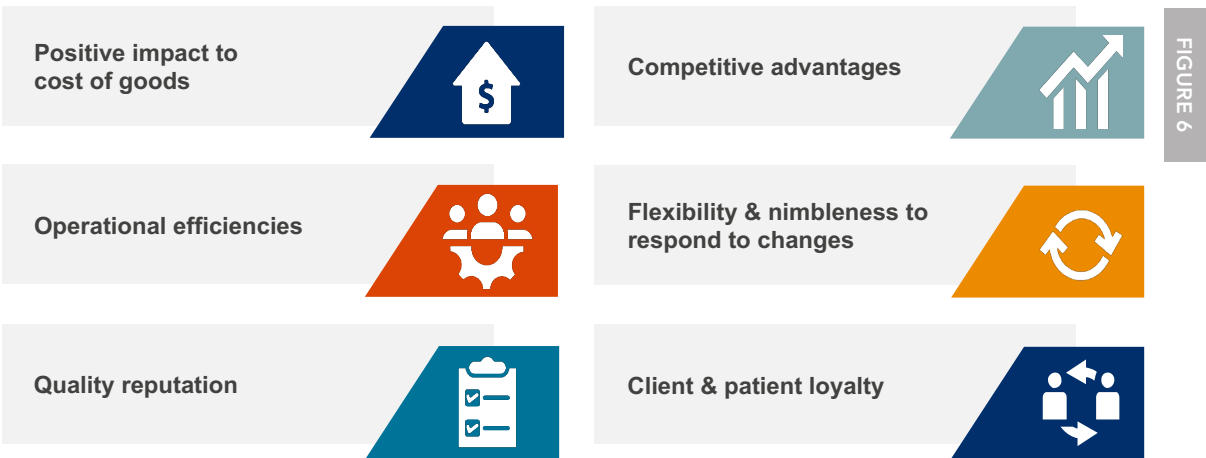 Positive impact to
cost of goods
$
Competitive advantages
FIGURE 6
Operational efficiencies
Flexibility & nimbleness to
respond to changes
Quality reputation
Client & patient loyalty